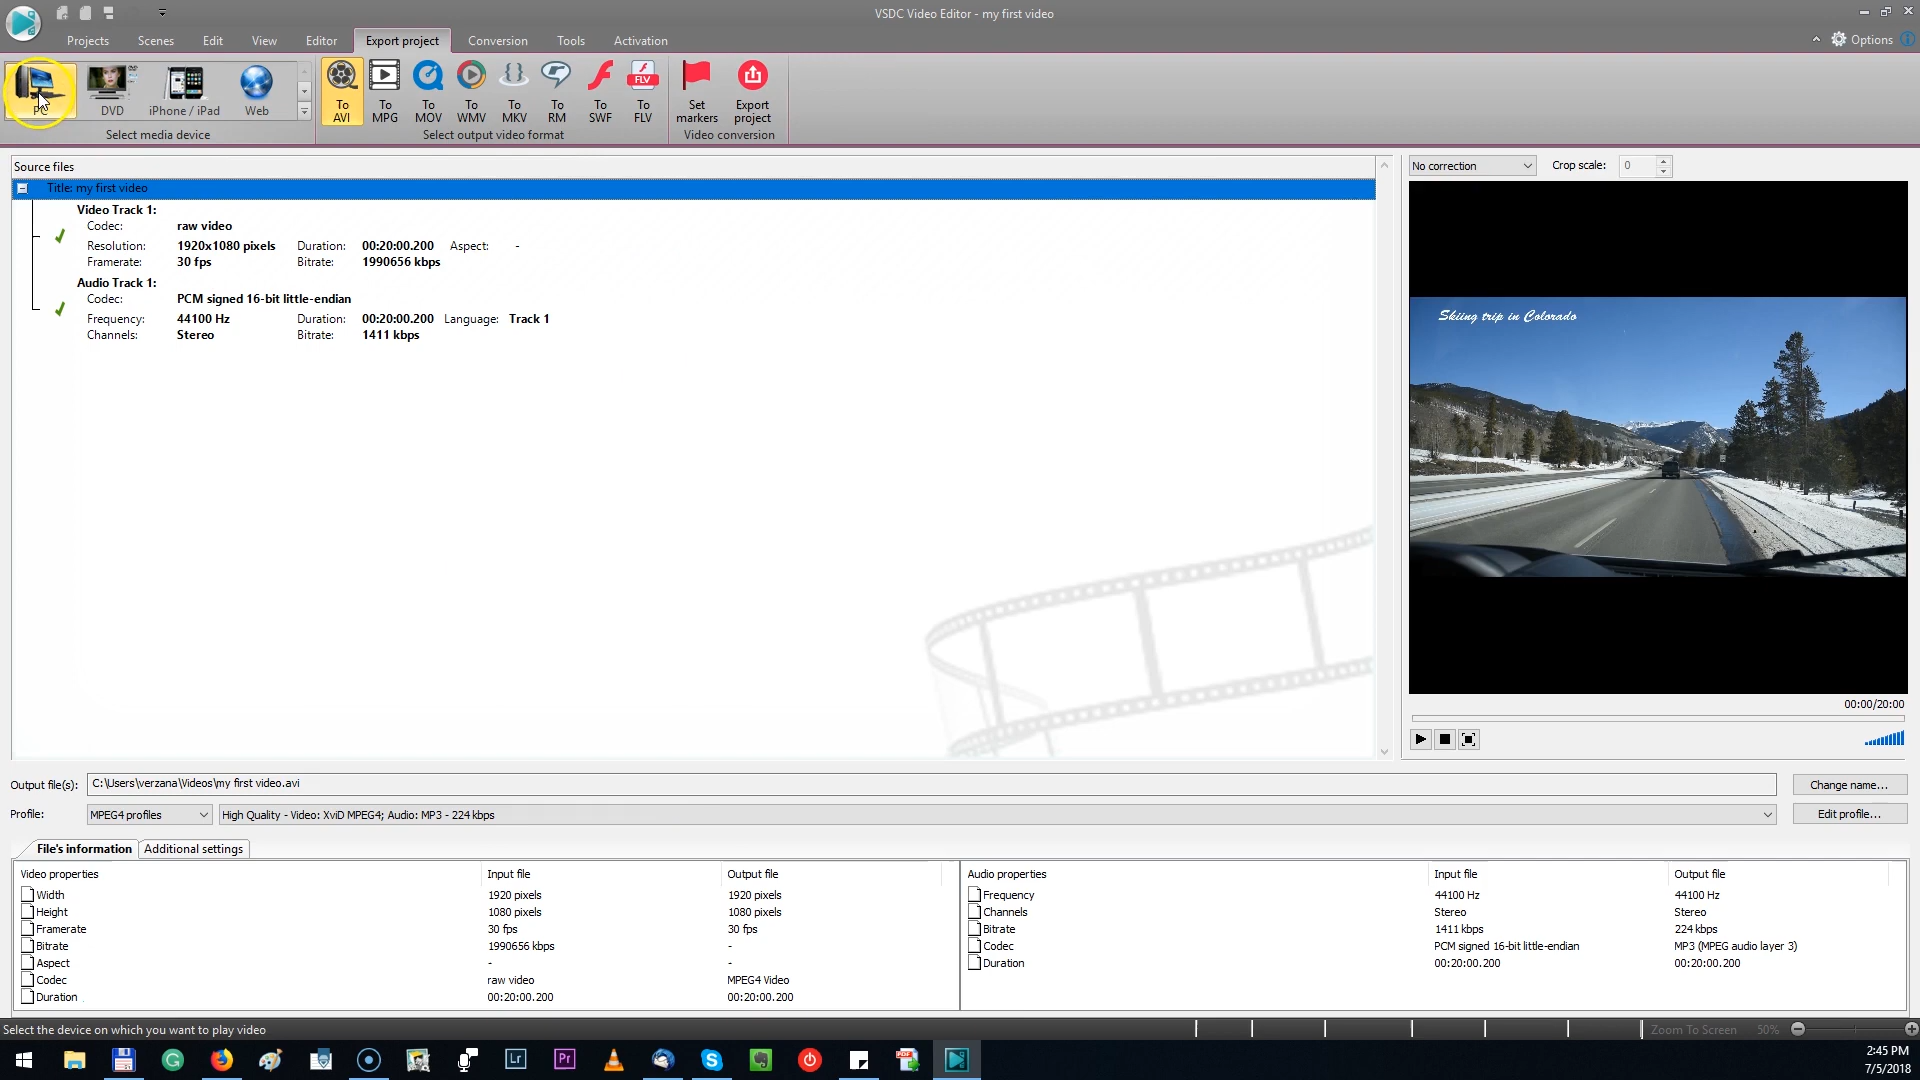 VSDC Video Editor - my first video
Projects Scenes Edit View Editor Export project Conversion Tools Activation Options
PC DVD iPhone / iPad Web
Select media device
To AVI To MPG To MOV To WMV To MKV To RM To SWF To FLV
FLV
Select output video format
Set markers Export project
Video conversion
Source files
Title: my first video
Video Track 1:
Codec: raw video
Resolution: 1920x1080 pixels Duration: 00:20:00.200 Aspect: -
Framerate: 30 fps Bitrate: 1990656 kbps
Audio Track 1:
Codec: PCM signed 16-bit little-endian
Frequency: 44100 Hz Duration: 00:20:00.200 Language: Track 1
Channels: Stereo Bitrate: 1411 kbps
No correction Crop scale: 0
Skiing trip in Colorado
00:00/20:00
Output file(s): C:\Users\verzana\Videos\my first video.avi Change name...
Profile: MPEG4 profiles High Quality - Video: XviD MPEG4; Audio: MP3 - 224 kbps Edit profile...
File's information Additional settings
Video properties Input file Output file
Width 1920 pixels 1920 pixels
Height 1080 pixels 1080 pixels
Framerate 30 fps 30 fps
Bitrate 1990656 kbps -
Aspect - -
Codec raw video MPEG4 Video
Duration 00:20:00.200 00:20:00.200
Audio properties Input file Output file
Frequency 44100 Hz 44100 Hz
Channels Stereo Stereo
Bitrate 1411 kbps 224 kbps
Codec PCM signed 16-bit little-endian MP3 (MPEG audio layer 3)
Duration 00:20:00.200 00:20:00.200
Select the device on which you want to play video Zoom To Screen 50%
Lr Pr
2:45 PM
7/5/2018